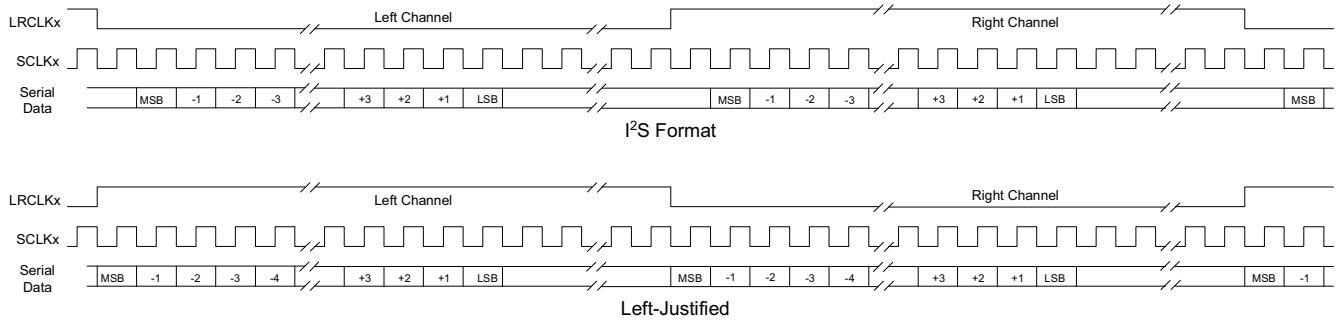 LRCLKx Left Channel Right Channel
SCLKx
Serial Data MSB -1 -2 -3 +3 +2 +1 LSB MSB -1 -2 -3 +3 +2 +1 LSB MSB
I²S Format
LRCLKx Left Channel Right Channel
SCLKx
Serial Data MSB -1 -2 -3 -4 +3 +2 +1 LSB MSB -1 -2 -3 -4 +3 +2 +1 LSB MSB -1
Left-Justified